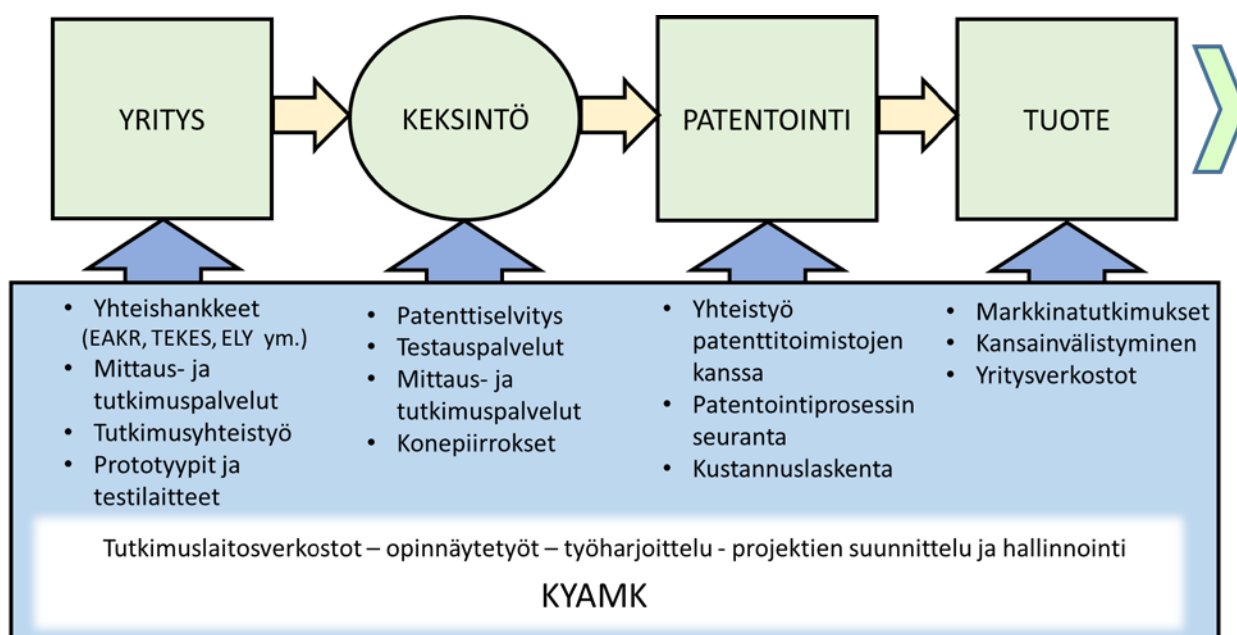 YRITYS
KEKSINTÖ
PATENTOINTI
TUOTE
• Yhteishankkeet
(EAKR, TEKES, ELY ym.)
• Mittaus- ja
tutkimuspalvelut
• Tutkimusyhteistyö
• Prototyypit ja
testilaitteet
• Patenttiselvitys
• Testauspalvelut
• Mittaus- ja
tutkimuspalvelut
• Konepiirrokset
• Yhteistyö
patenttitoimistojen
kanssa
• Patentointiprosessin
seuranta
• Kustannuslaskenta
• Markkinatutkimukset
• Kansainvälistyminen
• Yritysverkostot
Tutkimuslaitosverkostot – opinnäytetyöt – työharjoittelu - projektien suunnittelu ja hallinnointi
KYAMK